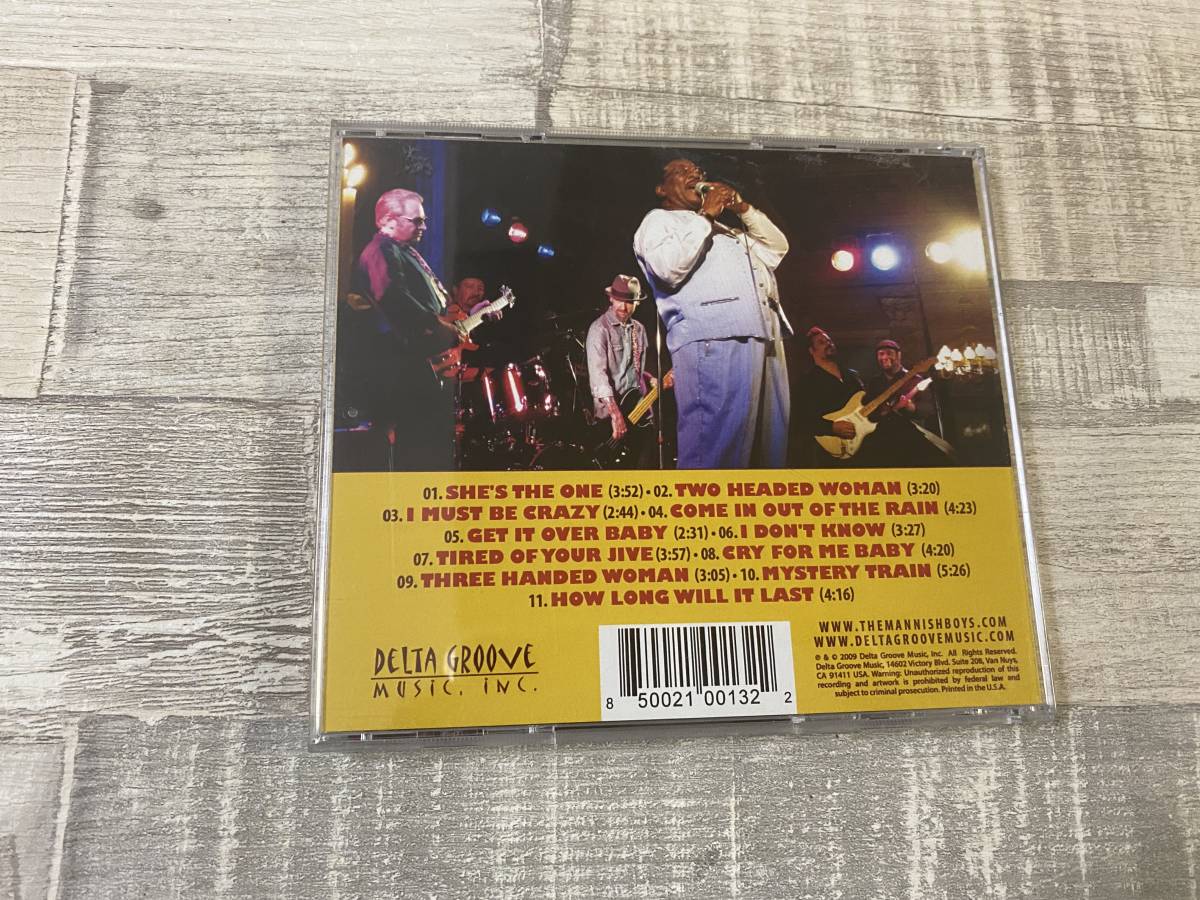 01. SHE'S THE ONE (3:52) • 02. TWO HEADED WOMAN (3:20)
03. I MUST BE CRAZY (2:44) • 04. COME IN OUT OF THE RAIN (4:23)
05. GET IT OVER BABY (2:31) • 06. I DON'T KNOW (3:27)
07. TIRED OF YOUR JIVE (3:57) • 08. CRY FOR ME BABY (4:20)
09. THREE HANDED WOMAN (3:05) • 10. MYSTERY TRAIN (5:26)
11. HOW LONG WILL IT LAST (4:16)
DELTA GROOVE
MUSIC, INC.
8 50021 00132 2
WWW.THEMANNISHBOYS.COM
WWW.DELTAGROOVEMUSIC.COM
℗ & © 2009 Delta Groove Music, Inc. All Rights Reserved.
Delta Groove Music, 14602 Victory Blvd. Suite 208, Van Nuys,
CA 91411 USA. Warning: Unauthorized reproduction of this
recording and artwork is prohibited by federal law and
subject to criminal prosecution. Printed in the U.S.A.